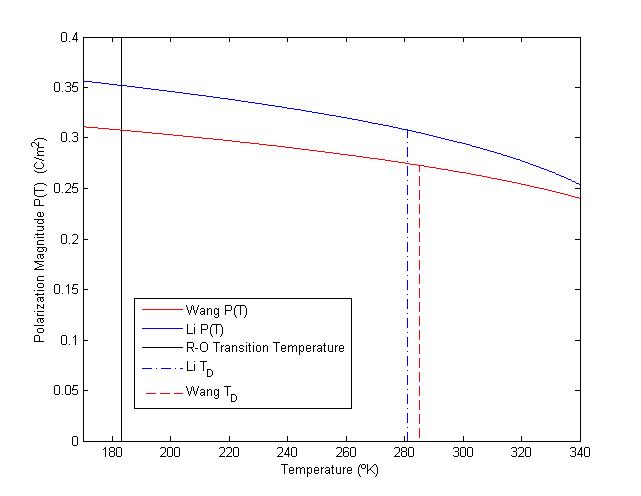 0.4
0.35
0.3
0.25
0.2
0.15
0.1
0.05
0
Polarization Magnitude P(T) (C/m²)
Wang P(T)
Li P(T)
R-O Transition Temperature
Li T_D
Wang T_D
180 200 220 240 260 280 300 320 340
Temperature (ºK)